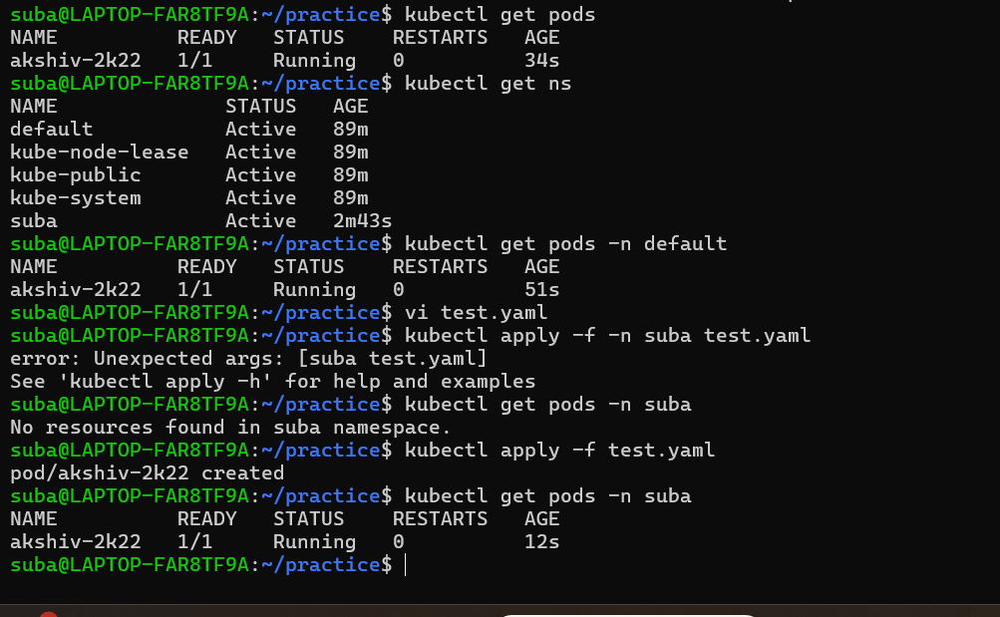 suba@LAPTOP-FAR8TF9A:~/practice$ kubectl get pods
NAME           READY   STATUS    RESTARTS   AGE
akshiv-2k22   1/1     Running   0          34s
suba@LAPTOP-FAR8TF9A:~/practice$ kubectl get ns
NAME              STATUS   AGE
default           Active   89m
kube-node-lease   Active   89m
kube-public       Active   89m
kube-system       Active   89m
suba              Active   2m43s
suba@LAPTOP-FAR8TF9A:~/practice$ kubectl get pods -n default
NAME          READY   STATUS    RESTARTS   AGE
akshiv-2k22   1/1     Running   0          51s
suba@LAPTOP-FAR8TF9A:~/practice$ vi test.yaml
suba@LAPTOP-FAR8TF9A:~/practice$ kubectl apply -f -n suba test.yaml
error: Unexpected args: [suba test.yaml]
See 'kubectl apply -h' for help and examples
suba@LAPTOP-FAR8TF9A:~/practice$ kubectl get pods -n suba
No resources found in suba namespace.
suba@LAPTOP-FAR8TF9A:~/practice$ kubectl apply -f test.yaml
pod/akshiv-2k22 created
suba@LAPTOP-FAR8TF9A:~/practice$ kubectl get pods -n suba
NAME          READY   STATUS    RESTARTS   AGE
akshiv-2k22   1/1     Running   0          12s
suba@LAPTOP-FAR8TF9A:~/practice$